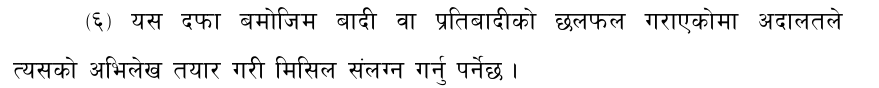 (६) यस दफा बमोजिम बादी वा प्रतिबादीको छलफल गराएकोमा अदालतले
त्यसको अभिलेख तयार गरी मिसिल संलग्न गर्नु पर्नेछ ।